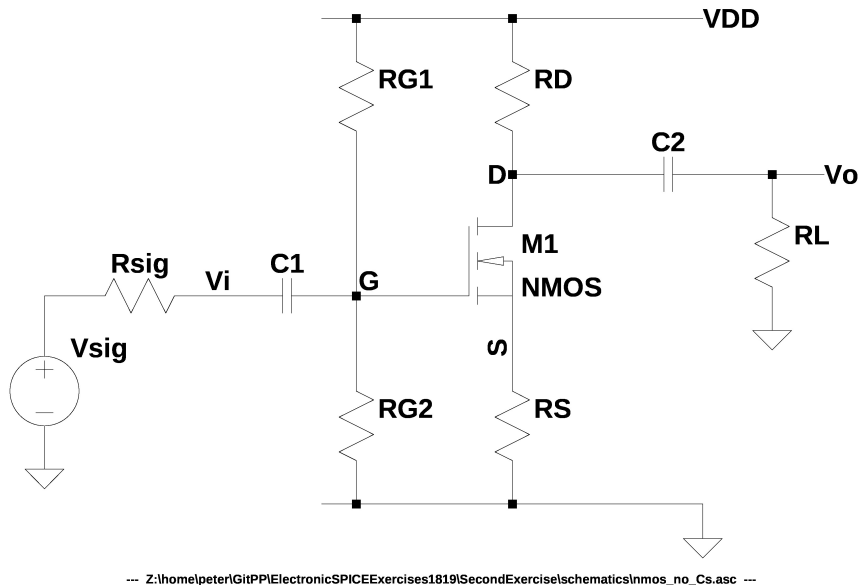 VDD
RG1
RD
C2
D
Vo
M1
RL
Rsig
Vi
C1
G
NMOS
Vsig
S
RG2
RS
--- Z:\home\peter\GitPP\ElectronicSPICEExercises1819\SecondExercise\schematics\nmos_no_Cs.asc ---